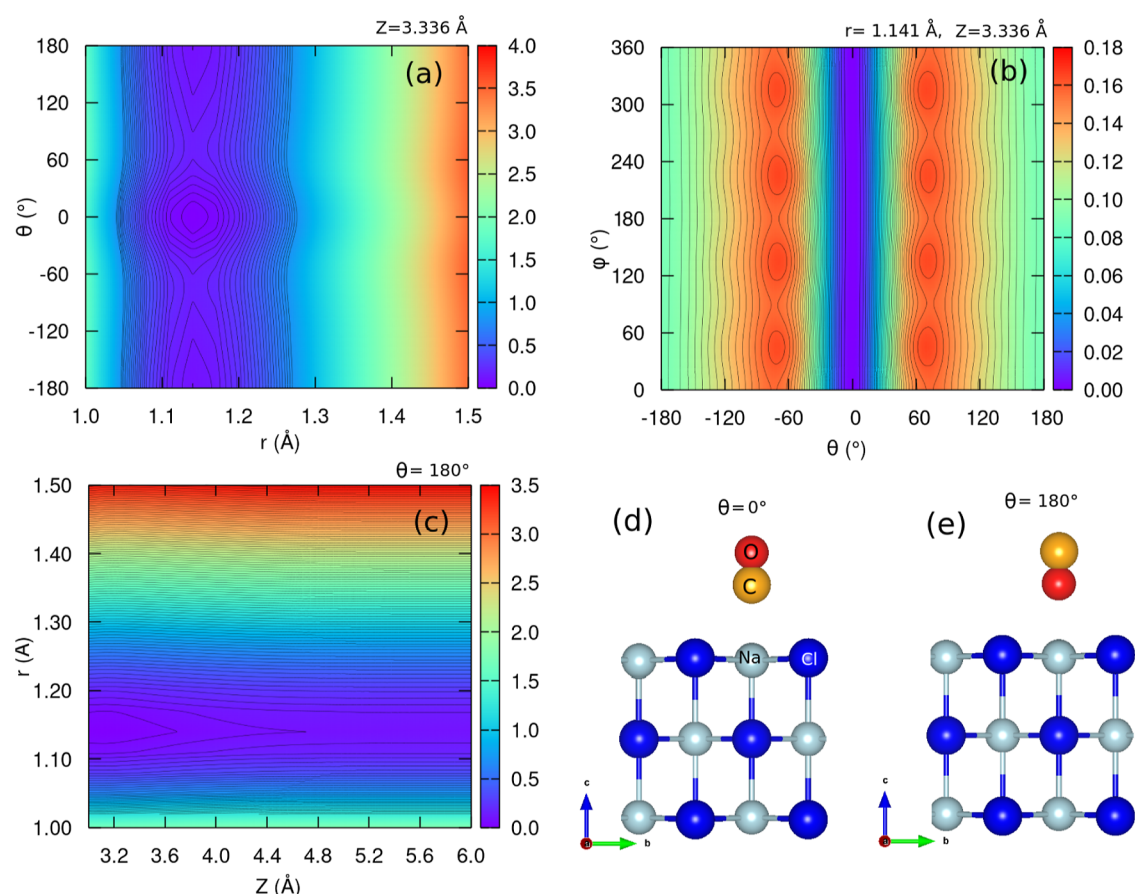 Z=3.336 Å
(a)
180
120
60
0
-60
-120
-180
θ (°)
1.0 1.1 1.2 1.3 1.4 1.5
r (Å)
4.0
3.5
3.0
2.5
2.0
1.5
1.0
0.5
0.0
r= 1.141 Å, Z=3.336 Å
(b)
360
300
240
180
120
60
0
φ (°)
-180 -120 -60 0 60 120 180
θ (°)
0.18
0.16
0.14
0.12
0.10
0.08
0.06
0.04
0.02
0.00
θ= 180°
(c)
1.50
1.40
1.30
1.20
1.10
1.00
r (A)
3.2 3.6 4.0 4.4 4.8 5.2 5.6 6.0
Z (Å)
3.5
3.0
2.5
2.0
1.5
1.0
0.5
0.0
(d)
θ=0°
O
C
Na Cl
c
b
(e)
θ= 180°
c
b